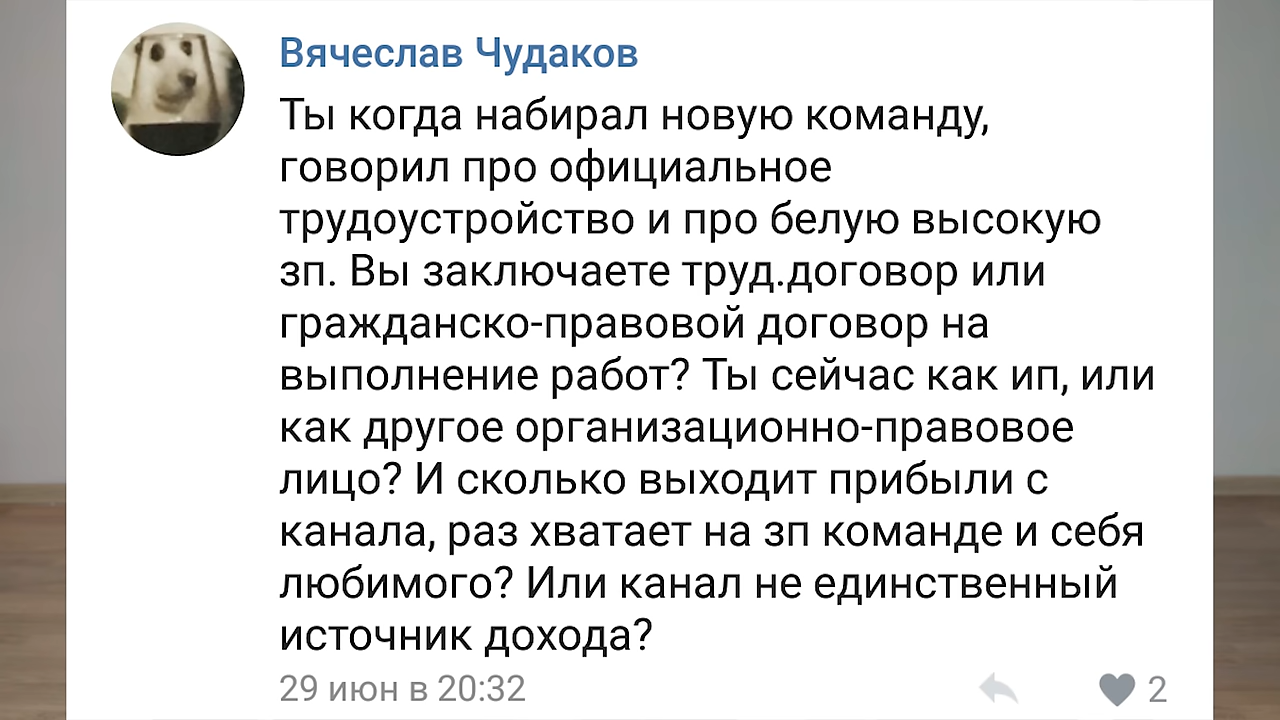 Вячеслав Чудаков
Ты когда набирал новую команду,
говорил про официальное
трудоустройство и про белую высокую
зп. Вы заключаете труд.договор или
гражданско-правовой договор на
выполнение работ? Ты сейчас как ип, или
как другое организационно-правовое
лицо? И сколько выходит прибыли с
канала, раз хватает на зп команде и себя
любимого? Или канал не единственный
источник дохода?
29 июн в 20:32
2